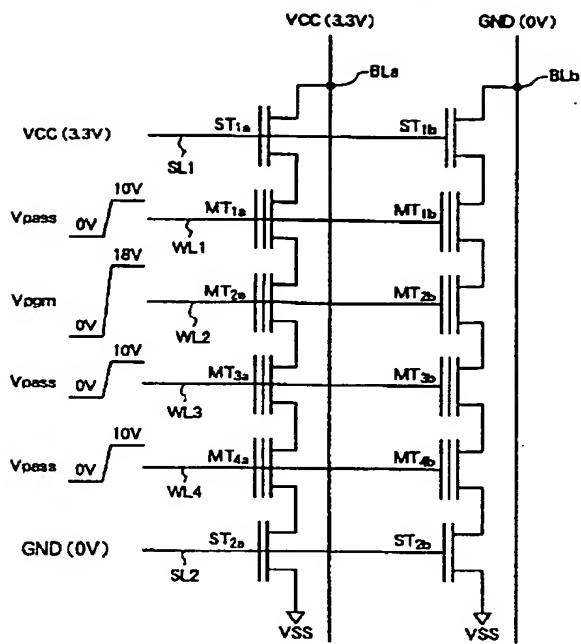 VCC (3.3V) GND (0V)
BLa BLb
VCC (3.3V) ST1a ST1b
SL1
10V
Vpass 0V MT1a MT1b
WL1
18V
Vpgm MT2a MT2b
0V WL2
10V
Vpass 0V MT3a MT3b
WL3
10V
Vpass 0V MT4a MT4b
WL4
GND (0V) ST2a ST2b
SL2
VSS VSS